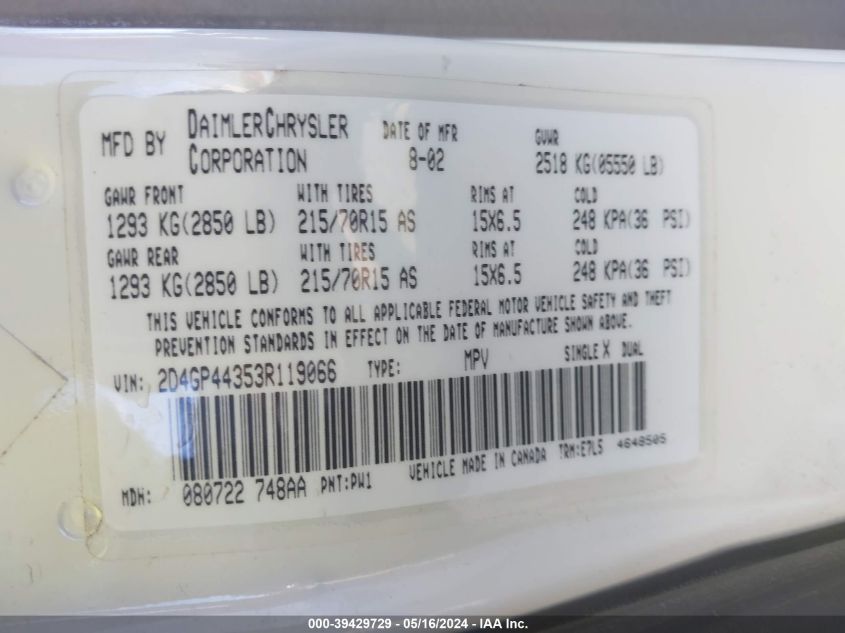 MFD BY DAIMLERCHRYSLER CORPORATION
DATE OF MFR 8-02
GVWR 2518 KG(05550 LB)
GAWR FRONT WITH TIRES RIMS AT COLD
1293 KG(2850 LB) 215/70R15 AS 15X6.5 248 KPA(36 PSI)
GAWR REAR WITH TIRES RIMS AT COLD
1293 KG(2850 LB) 215/70R15 AS 15X6.5 248 KPA(36 PSI)
THIS VEHICLE CONFORMS TO ALL APPLICABLE FEDERAL MOTOR VEHICLE SAFETY AND THEFT
PREVENTION STANDARDS IN EFFECT ON THE DATE OF MANUFACTURE SHOWN ABOVE.
VIN: 2D4GP44353R119066 TYPE: MPV SINGLE X DUAL
MDH: 080722 748AA PNT:PW1 VEHICLE MADE IN CANADA TRM:E7L5 4648505
000-39429729 - 05/16/2024 - IAA Inc.